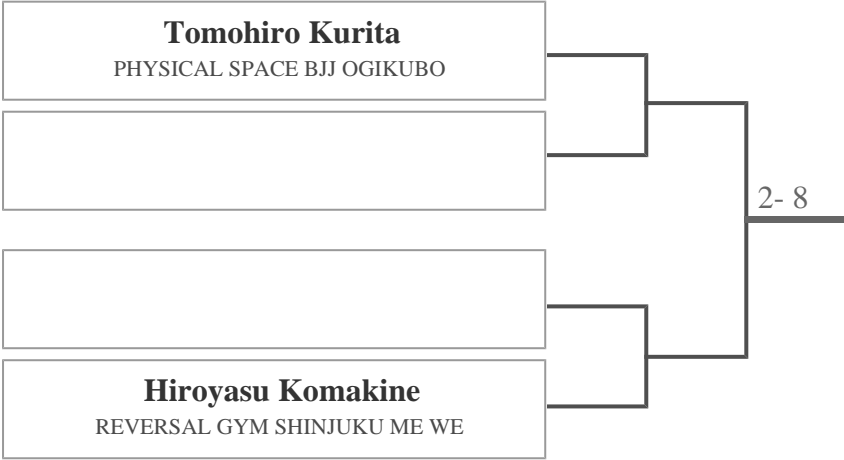 Tomohiro Kurita
PHYSICAL SPACE BJJ OGIKUBO
2- 8
Hiroyasu Komakine
REVERSAL GYM SHINJUKU ME WE